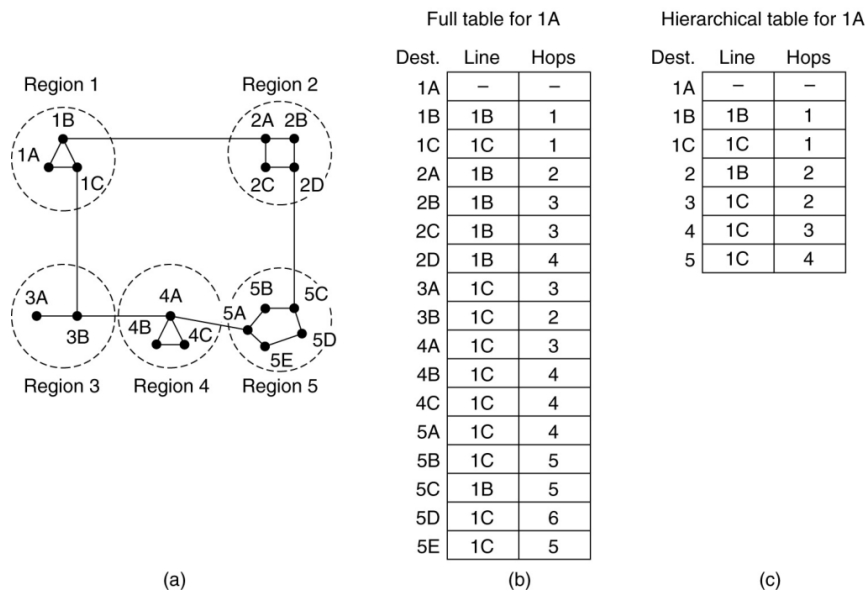 Full table for 1A
Hierarchical table for 1A
Dest. Line Hops
Dest. Line Hops
Region 1
Region 2
1A – –
1A – –
1B
2A 2B
1B 1B 1
1B 1B 1
1A
1C
2C
2D
1C 1C 1
1C 1C 1
2A 1B 2
2 1B 2
2B 1B 3
3 1C 2
2C 1B 3
4 1C 3
2D 1B 4
5 1C 4
3A 1C 3
3B 1C 2
4A 1C 3
4B 1C 4
4C 1C 4
5A 1C 4
5B 1C 5
5C 1B 5
5D 1C 6
5E 1C 5
3A
3B
4A
4B
4C
5A
5B
5C
5D
5E
Region 3
Region 4
Region 5
(a)
(b)
(c)